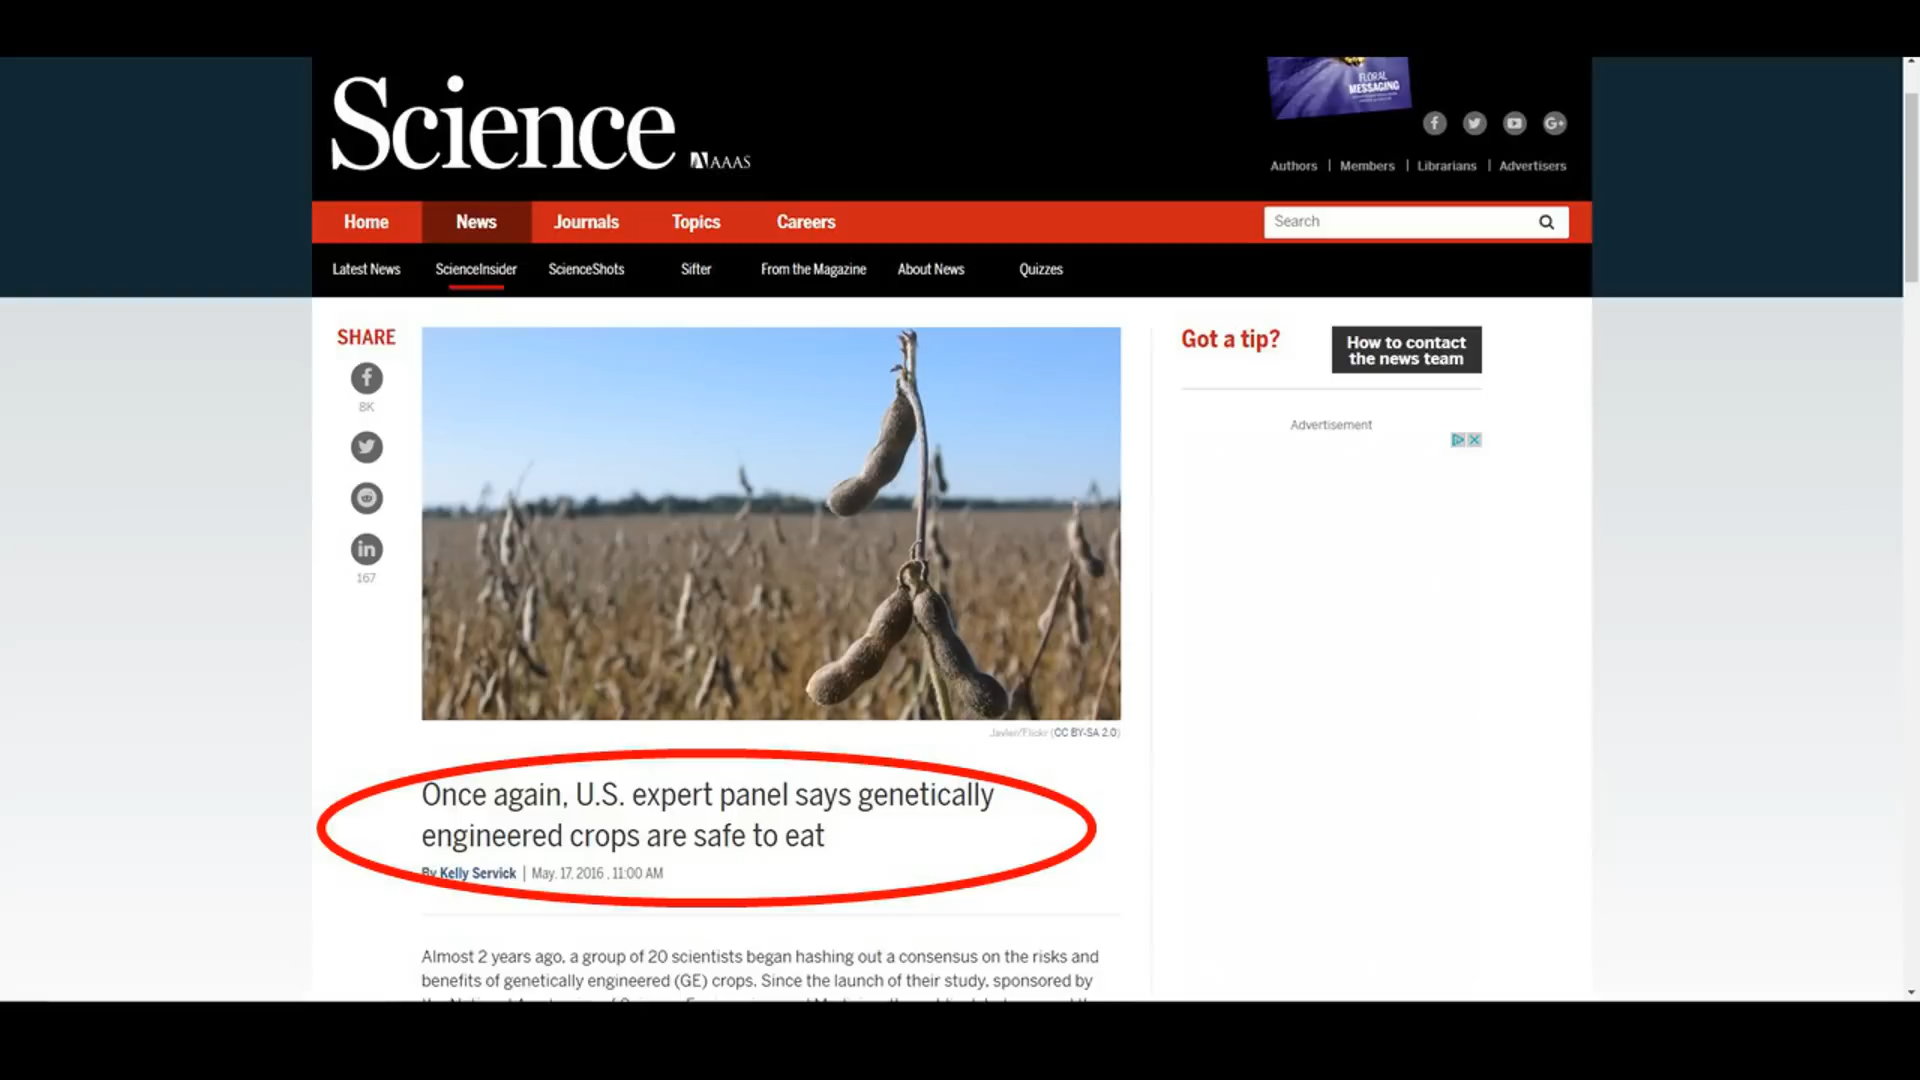 FLORAL
MESSAGING
Science
AAAS
Authors | Members | Librarians | Advertisers
Home News Journals Topics Careers
Search
Latest News ScienceInsider ScienceShots Sifter From the Magazine About News Quizzes
SHARE
8K
167
Got a tip?
How to contact
the news team
Advertisement
Javier/Flickr (CC BY-SA 2.0)
Once again, U.S. expert panel says genetically
engineered crops are safe to eat
By Kelly Servick | May. 17, 2016 , 11:00 AM
Almost 2 years ago, a group of 20 scientists began hashing out a consensus on the risks and
benefits of genetically engineered (GE) crops. Since the launch of their study, sponsored by